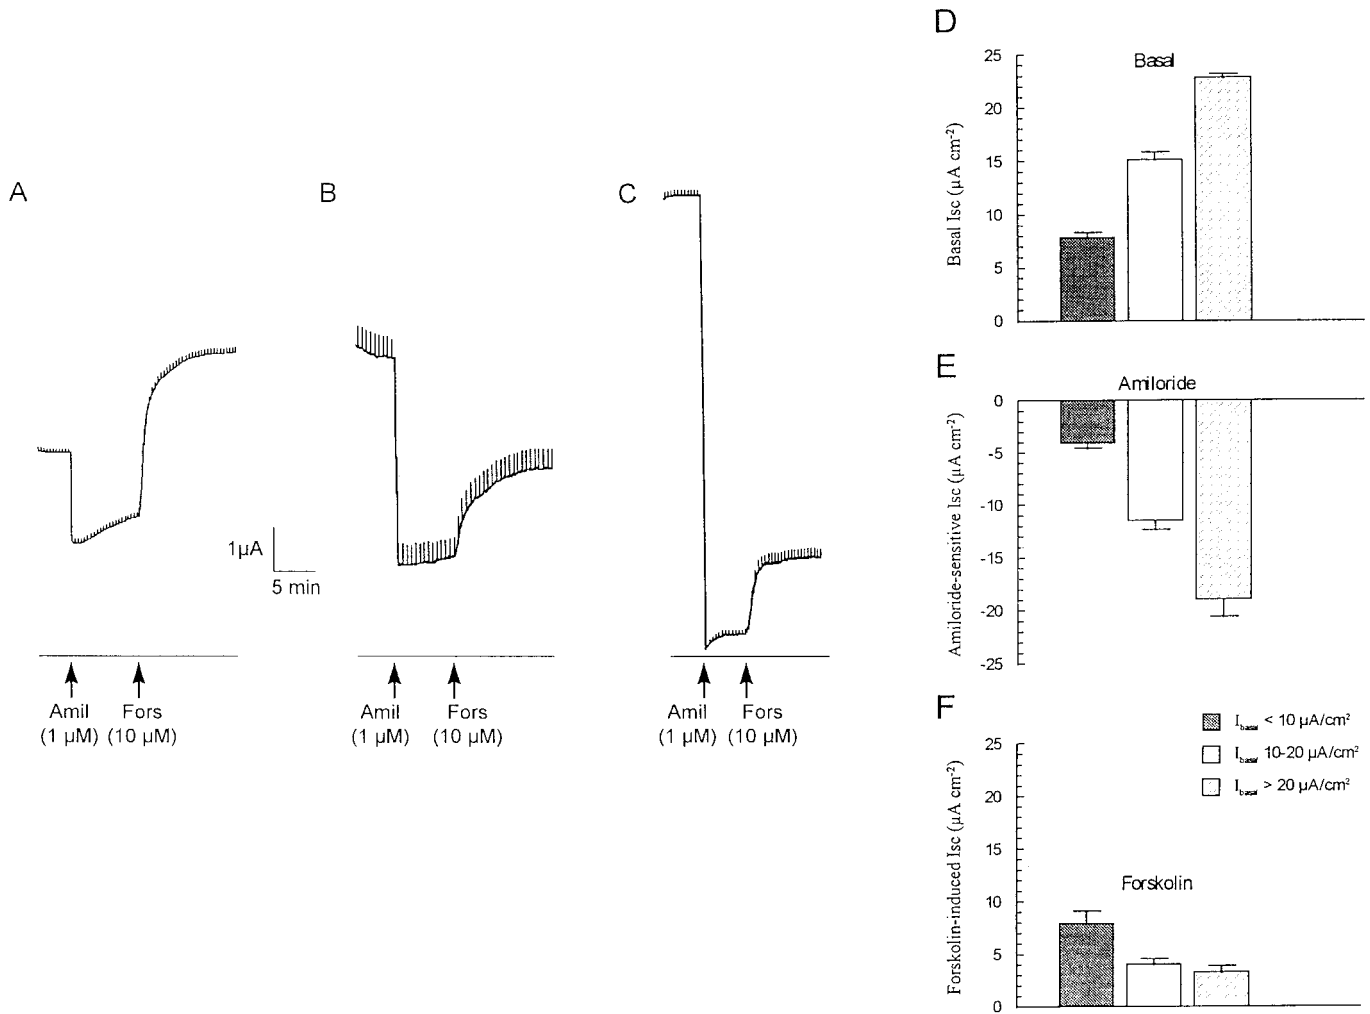 A
B
C
1µA
5 min
Amil
(1 µM)
Fors
(10 µM)
Amil
(1 µM)
Fors
(10 µM)
Amil
(1 µM)
Fors
(10 µM)
D
Basal
Basal Isc (µA cm-2)
25
20
15
10
5
0
E
Amiloride
Amiloride-sensitive Isc (µA cm-2)
0
-5
-10
-15
-20
-25
F
Forskolin
Forskolin-induced Isc (µA cm-2)
25
20
15
10
5
0
Ibasal < 10 µA/cm2
Ibasal 10-20 µA/cm2
Ibasal > 20 µA/cm2